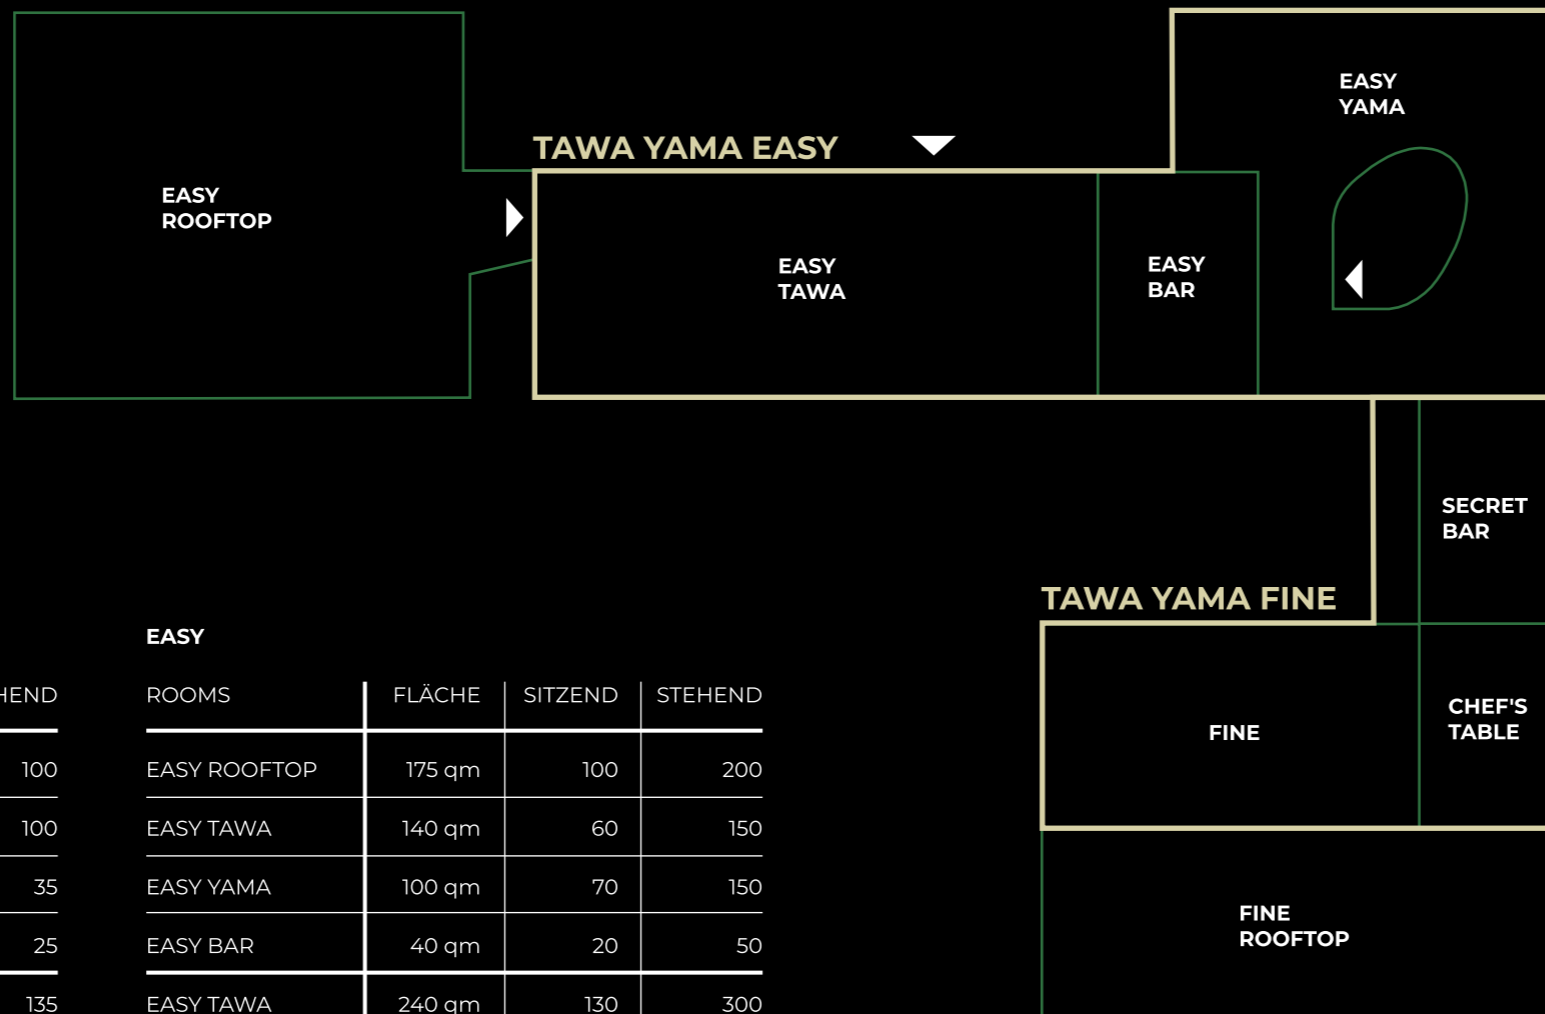 EASY
YAMA
TAWA YAMA EASY
EASY
ROOFTOP
EASY
TAWA
EASY
BAR
SECRET
BAR
TAWA YAMA FINE
FINE
CHEF'S
TABLE
FINE
ROOFTOP
HEND
100
100
35
25
135
EASY
ROOMS FLÄCHE SITZEND STEHEND
EASY ROOFTOP 175 qm 100 200
EASY TAWA 140 qm 60 150
EASY YAMA 100 qm 70 150
EASY BAR 40 qm 20 50
EASY TAWA 240 qm 130 300